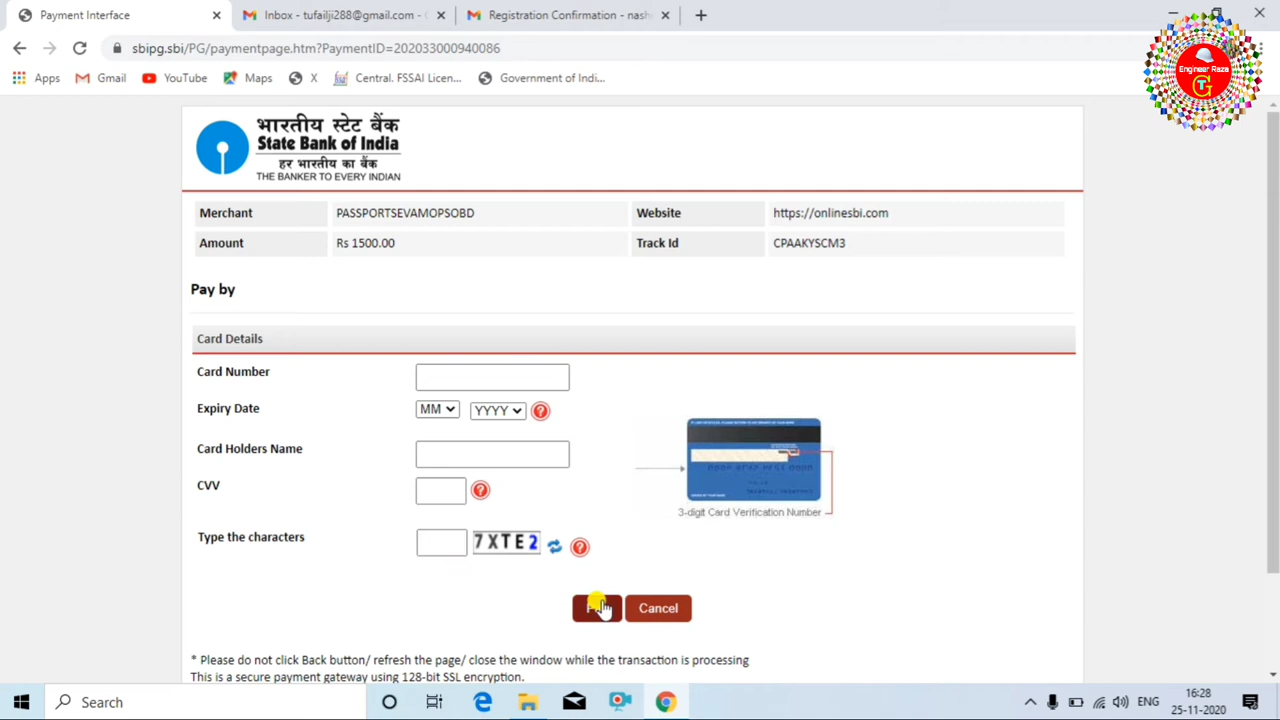 Payment Interface
Inbox - tufailji288@gmail.com -
Registration Confirmation - nash
sbipg.sbi/PG/paymentpage.htm?PaymentID=202033000940086
Apps Gmail YouTube Maps X Central. FSSAI Licen... Government of Indi...
Engineer Raza
TG
भारतीय स्टेट बैंक
State Bank of India
हर भारतीय का बैंक
THE BANKER TO EVERY INDIAN
Merchant PASSPORTSEVAMOPSOBD Website https://onlinesbi.com
Amount Rs 1500.00 Track Id CPAAKYSCM3
Pay by
Card Details
Card Number
Expiry Date MM YYYY ?
Card Holders Name
CVV ?
3-digit Card Verification Number
Type the characters 7XTE2 ?
Cancel
* Please do not click Back button/ refresh the page/ close the window while the transaction is processing
This is a secure payment gateway using 128-bit SSL encryption.
Search
ENG
16:28
25-11-2020